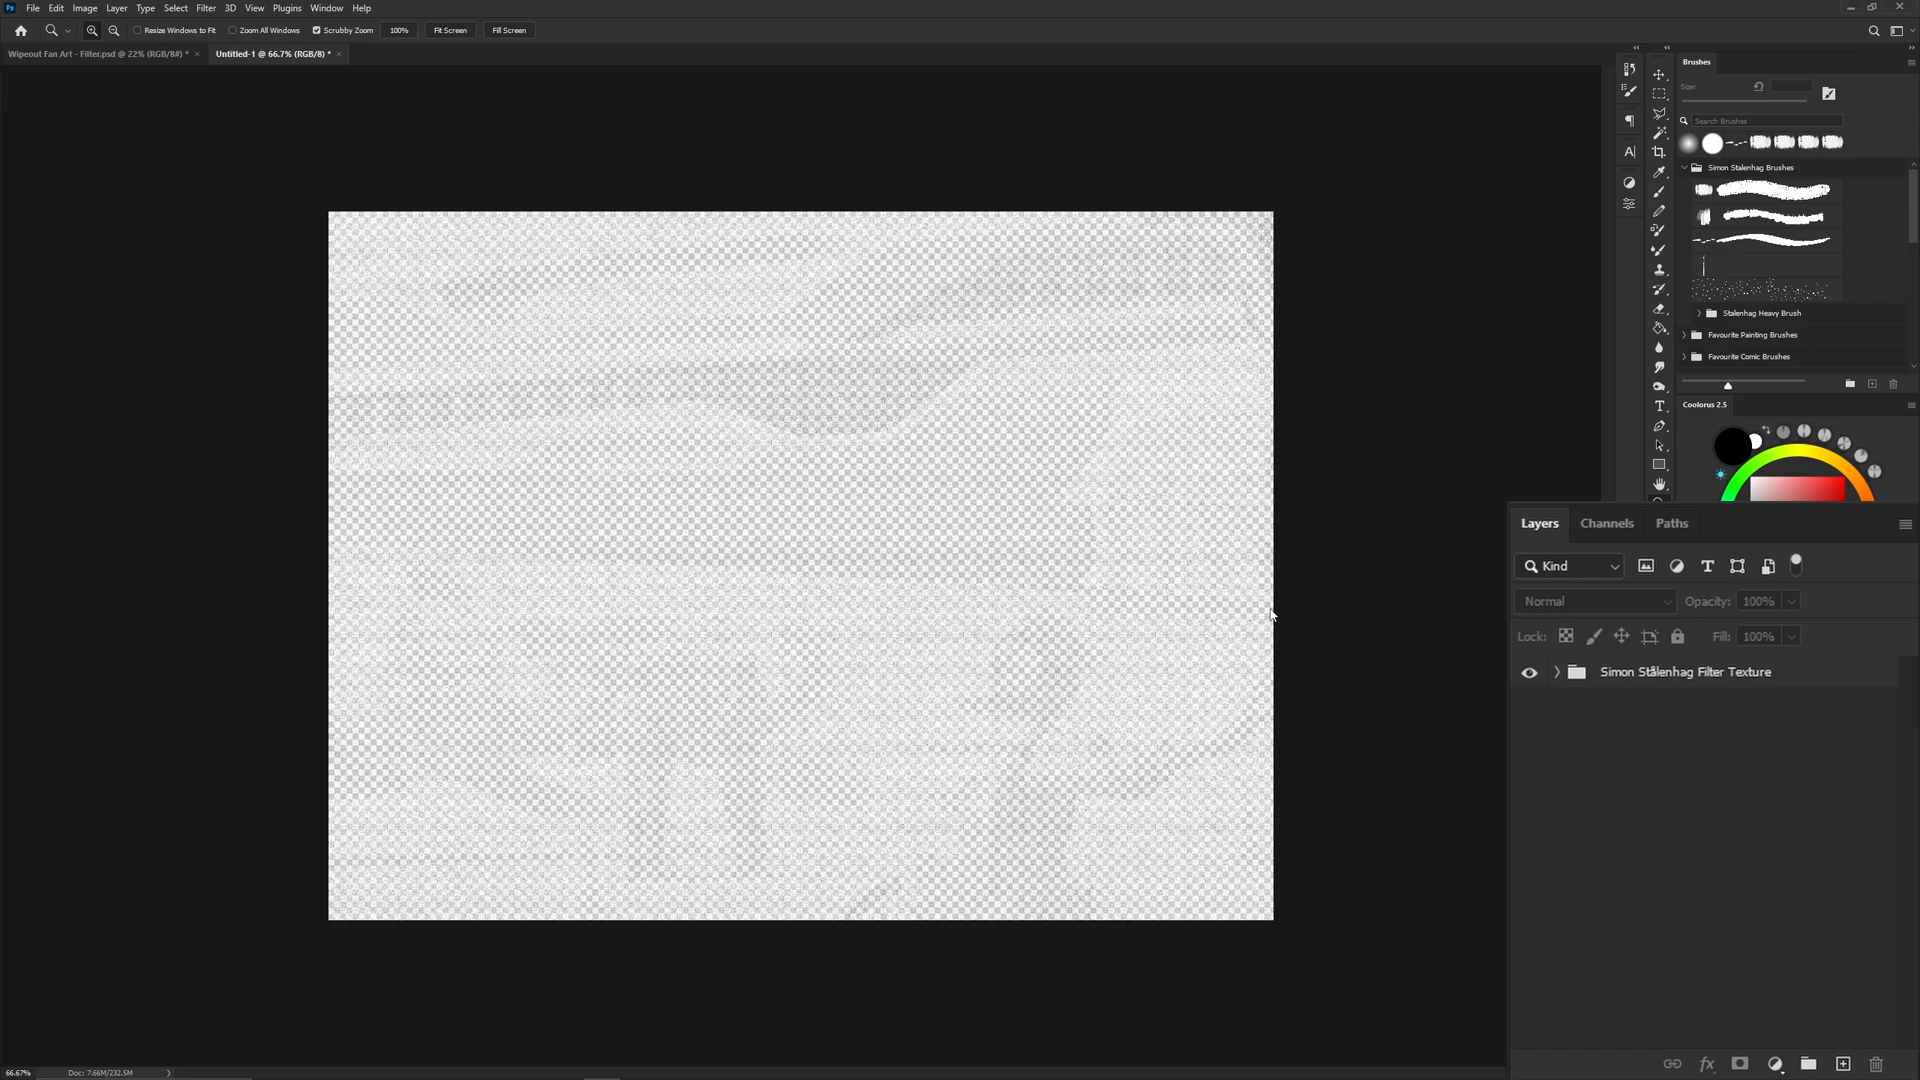 Ps File Edit Image Layer Type Select Filter 3D View Plugins Window Help
Resize Windows to Fit Zoom All Windows Scrubby Zoom 100% Fit Screen Fill Screen
Wipeout Fan Art - Filter.psd @ 22% (RGB/8#) * × Untitled-1 @ 66.7% (RGB/8) * ×
Brushes
Size:
Search Brushes
Simon Stalenhag Brushes
Stalenhag Heavy Brush
Favourite Painting Brushes
Favourite Comic Brushes
Coolorus 2.5
Layers Channels Paths
Kind
Normal Opacity: 100%
Lock: Fill: 100%
Simon Stålenhag Filter Texture
fx
66.67% Doc: 7.66M/232.5M